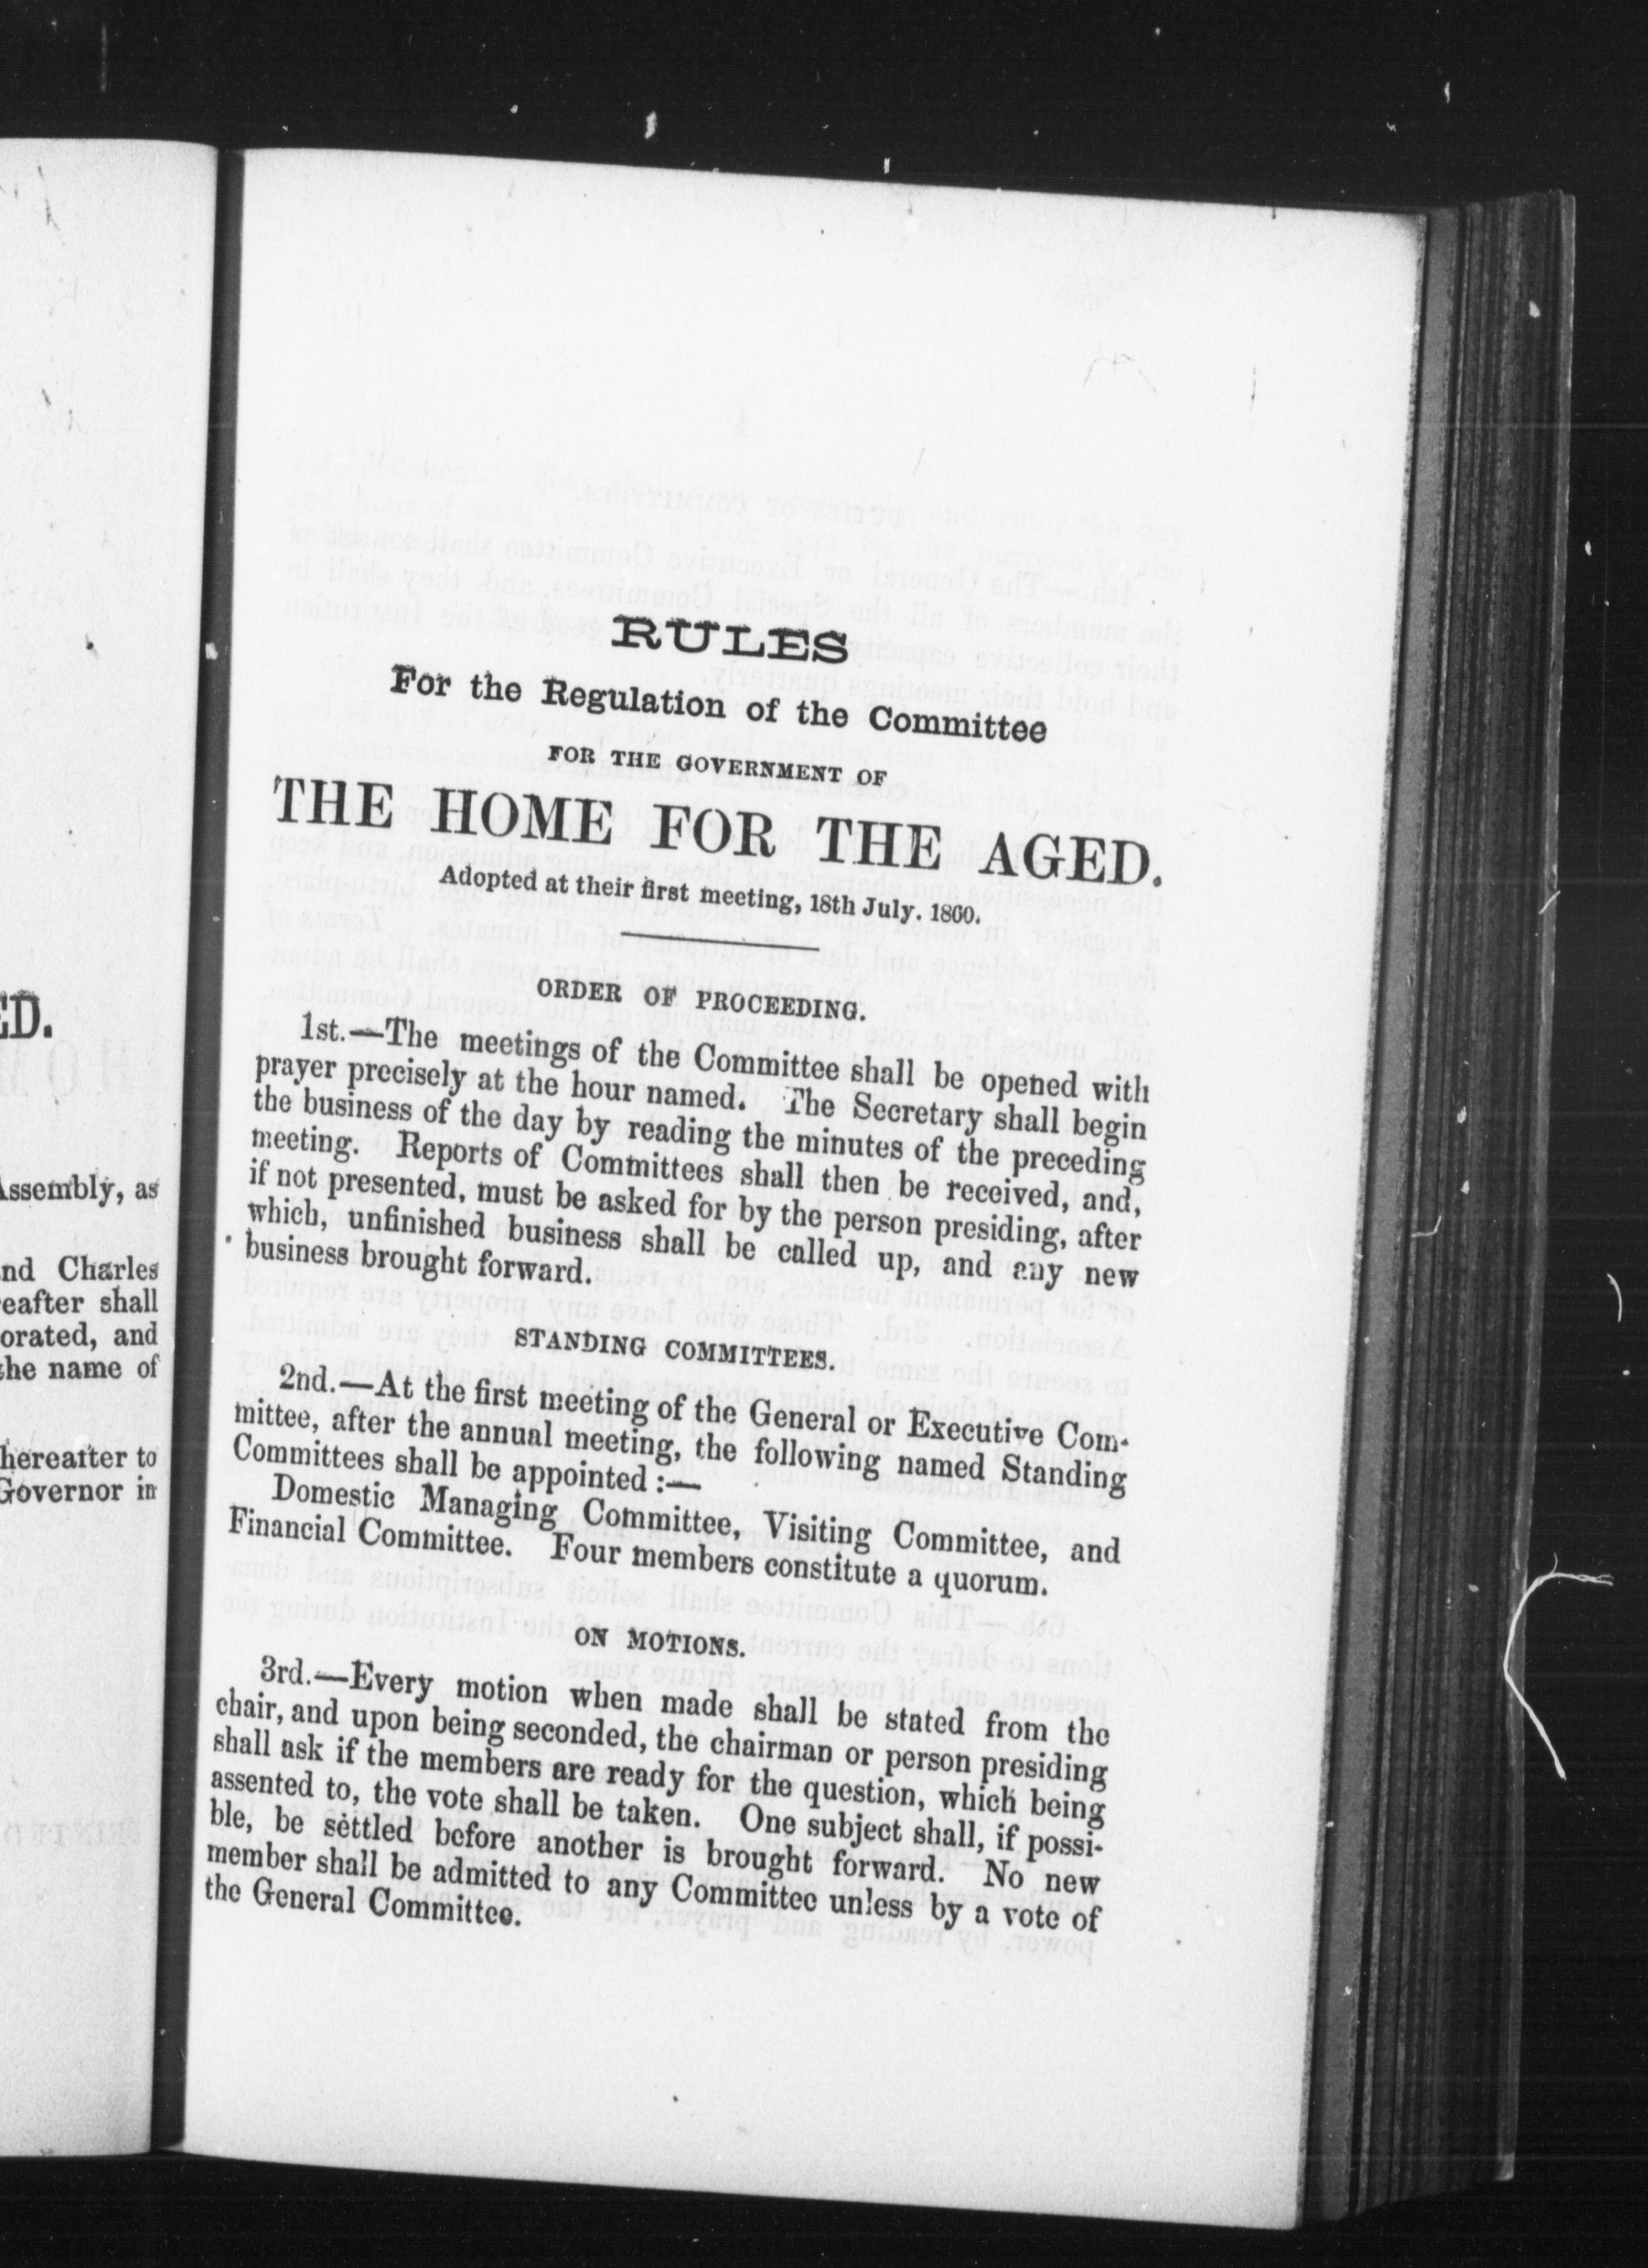 ED.
Assembly, as
nd Charles
eafter shall
orated, and
the name of
hereafter to
Governor in
RULES
For the Regulation of the Committee
FOR THE GOVERNMENT OF
THE HOME FOR THE AGED.
Adopted at their first meeting, 18th July. 1860.
ORDER OF PROCEEDING.
1st.—The meetings of the Committee shall be opened with
prayer precisely at the hour named. The Secretary shall begin
the business of the day by reading the minutes of the preceding
meeting. Reports of Committees shall then be received, and,
if not presented, must be asked for by the person presiding, after
which, unfinished business shall be called up, and any new
business brought forward.
STANDING COMMITTEES.
2nd.—At the first meeting of the General or Executive Com-
mittee, after the annual meeting, the following named Standing
Committees shall be appointed :—
Domestic Managing Committee, Visiting Committee, and
Financial Committee. Four members constitute a quorum.
ON MOTIONS.
3rd.—Every motion when made shall be stated from the
chair, and upon being seconded, the chairman or person presiding
shall ask if the members are ready for the question, which being
assented to, the vote shall be taken. One subject shall, if possi-
ble, be settled before another is brought forward. No new
member shall be admitted to any Committee unless by a vote of
the General Committee.